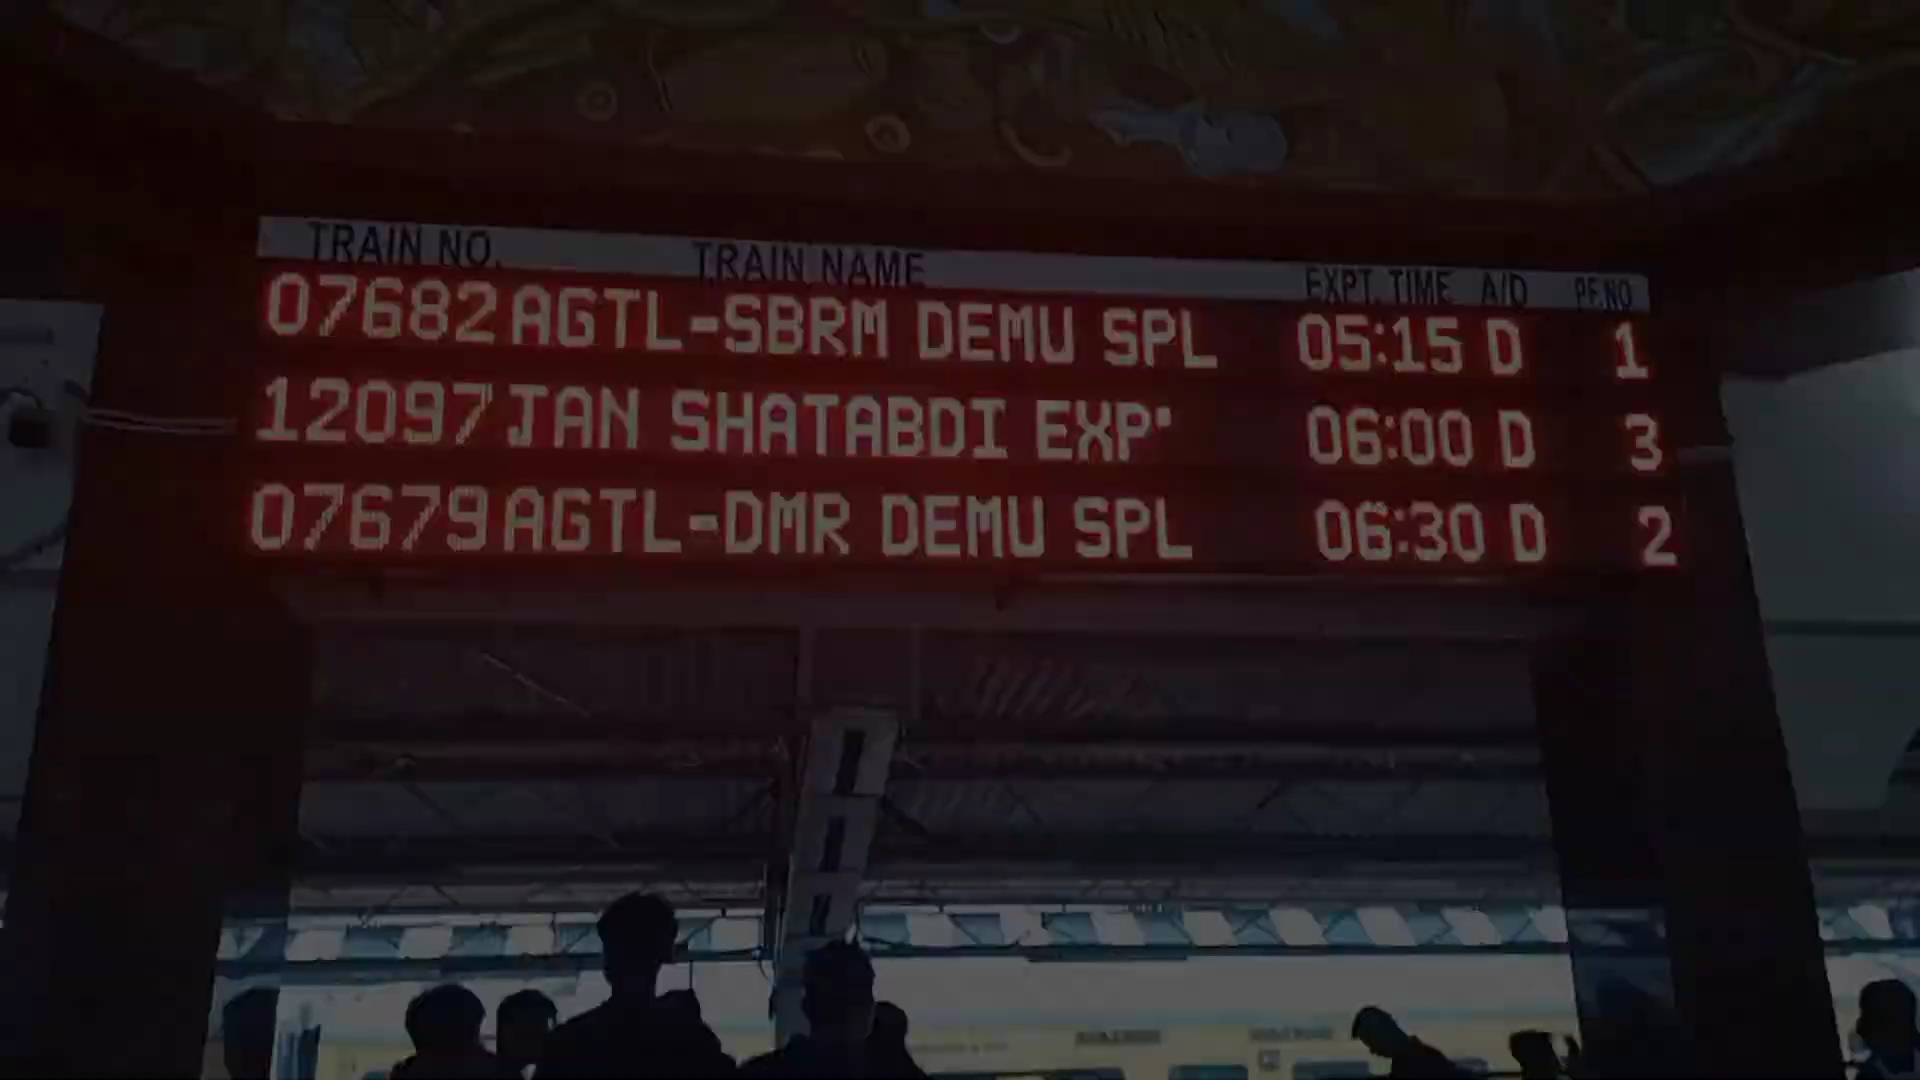 TRAIN NO. TRAIN NAME EXPT. TIME A/D PF.NO
07682 AGTL-SBRM DEMU SPL 05:15 D 1
12097 JAN SHATABDI EXP' 06:00 D 3
07679 AGTL-DMR DEMU SPL 06:30 D 2